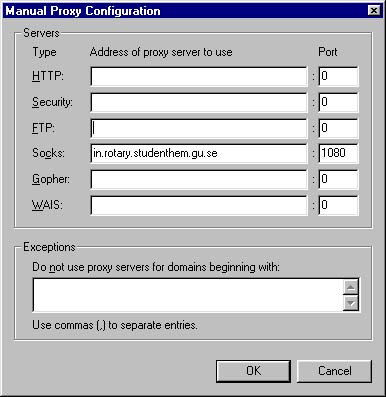 Manual Proxy Configuration
Servers
Type Address of proxy server to use Port
HTTP: : 0
Security: : 0
FTP: : 0
Socks: in.rotary.studenthem.gu.se : 1080
Gopher: : 0
WAIS: : 0
Exceptions
Do not use proxy servers for domains beginning with:
Use commas (,) to separate entries.
OK Cancel